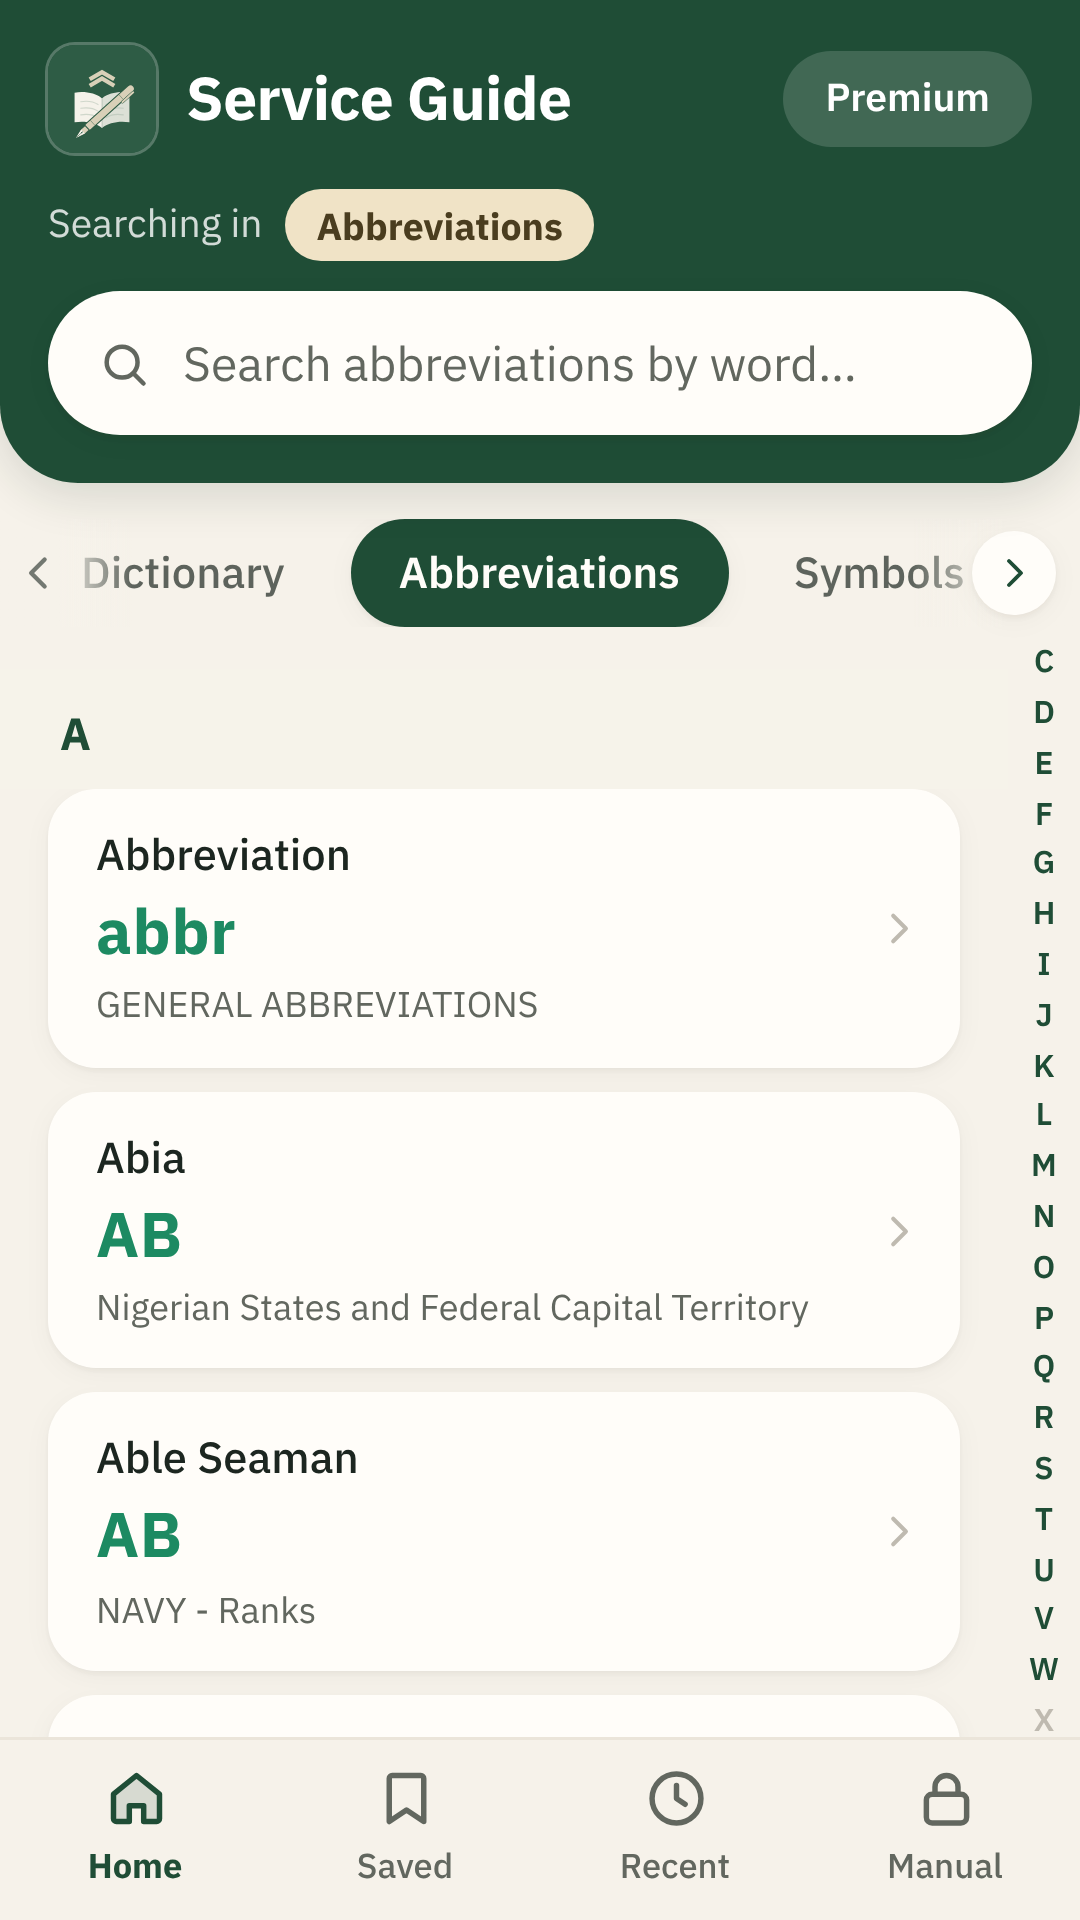 Service Guide
Premium
Searching in Abbreviations
Search abbreviations by word...
Dictionary
Abbreviations
Symbols
A
Abbreviation
abbr
GENERAL ABBREVIATIONS
Abia
AB
Nigerian States and Federal Capital Territory
Able Seaman
AB
NAVY - Ranks
C
D
E
F
G
H
I
J
K
L
M
N
O
P
Q
R
S
T
U
V
W
X
Home
Saved
Recent
Manual